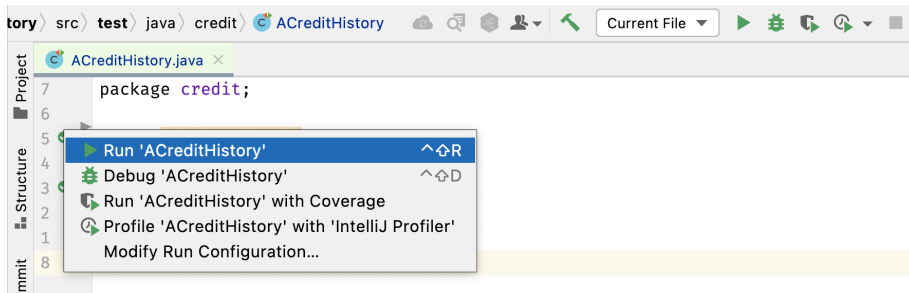 tory src test java credit ACreditHistory Current File
Project
ACreditHistory.java
7 package credit;
6
5
Run 'ACreditHistory' ^⇧R
4
Debug 'ACreditHistory' ^⇧D
Structure
3
Run 'ACreditHistory' with Coverage
2
Profile 'ACreditHistory' with 'IntelliJ Profiler'
1
Modify Run Configuration...
8
mmit